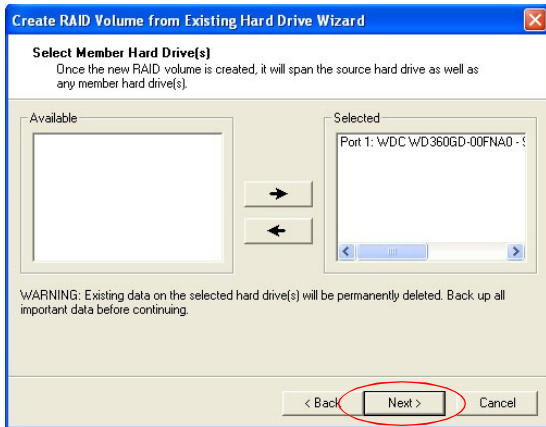 Create RAID Volume from Existing Hard Drive Wizard
Select Member Hard Drive(s)
Once the new RAID volume is created, it will span the source hard drive as well as
any member hard drive(s).
Available
Selected
Port 1: WDC WD360GD-00FNA0 -
WARNING: Existing data on the selected hard drive(s) will be permanently deleted. Back up all
important data before continuing.
< Back
Next >
Cancel